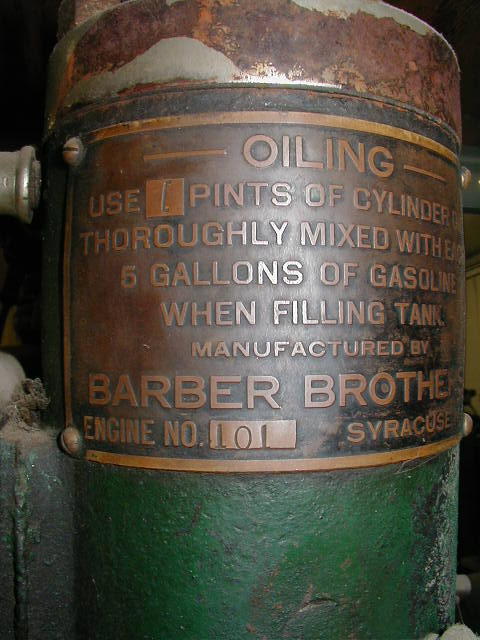 OILING
USE PINTS OF CYLINDER
THOROUGHLY MIXED WITH
5 GALLONS OF GASOLINE
WHEN FILLING TANK.
MANUFACTURED BY
BARBER BROTHE
ENGINE NO. 101 SYRACUSE